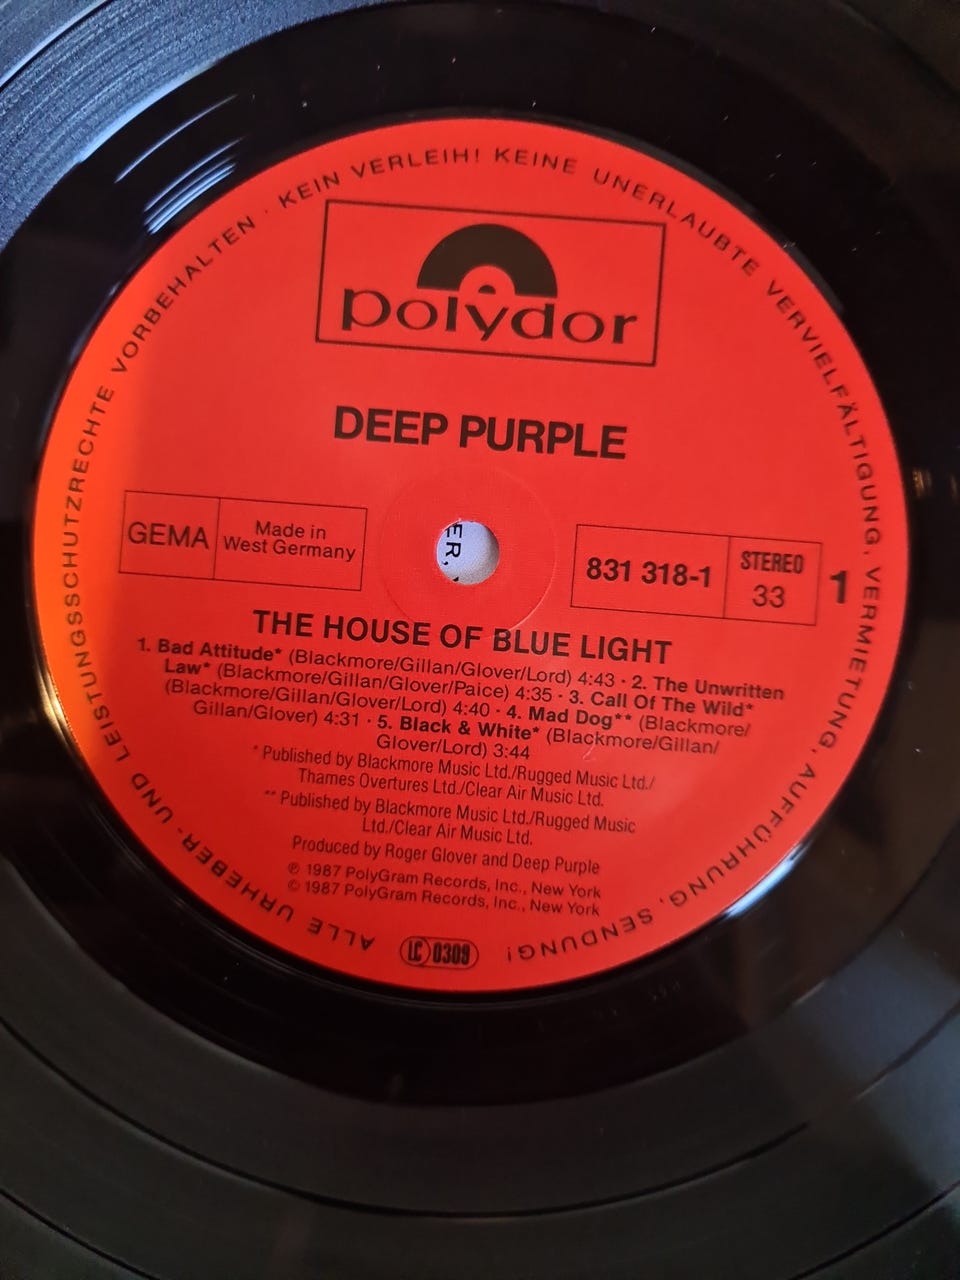 ALLE URHEBER- UND LEISTUNGSSCHUTZRECHTE VORBEHALTEN · KEIN VERLEIH! KEINE UNERLAUBTE VERVIELFÄLTIGUNG, VERMIETUNG, AUFFÜHRUNG, SENDUNG!
polydor
DEEP PURPLE
GEMA
Made in
West Germany
ER.
831 318-1
STEREO
33
1
THE HOUSE OF BLUE LIGHT
1. Bad Attitude* (Blackmore/Gillan/Glover/Lord) 4:43 · 2. The Unwritten
Law* (Blackmore/Gillan/Glover/Paice) 4:35 · 3. Call Of The Wild*
(Blackmore/Gillan/Glover/Lord) 4:40 · 4. Mad Dog** (Blackmore/
Gillan/Glover) 4:31 · 5. Black & White* (Blackmore/Gillan/
Glover/Lord) 3:44
* Published by Blackmore Music Ltd./Rugged Music Ltd./
Thames Overtures Ltd./Clear Air Music Ltd.
** Published by Blackmore Music Ltd./Rugged Music
Ltd./Clear Air Music Ltd.
Produced by Roger Glover and Deep Purple
℗ 1987 PolyGram Records, Inc., New York
© 1987 PolyGram Records, Inc., New York
LC 0309